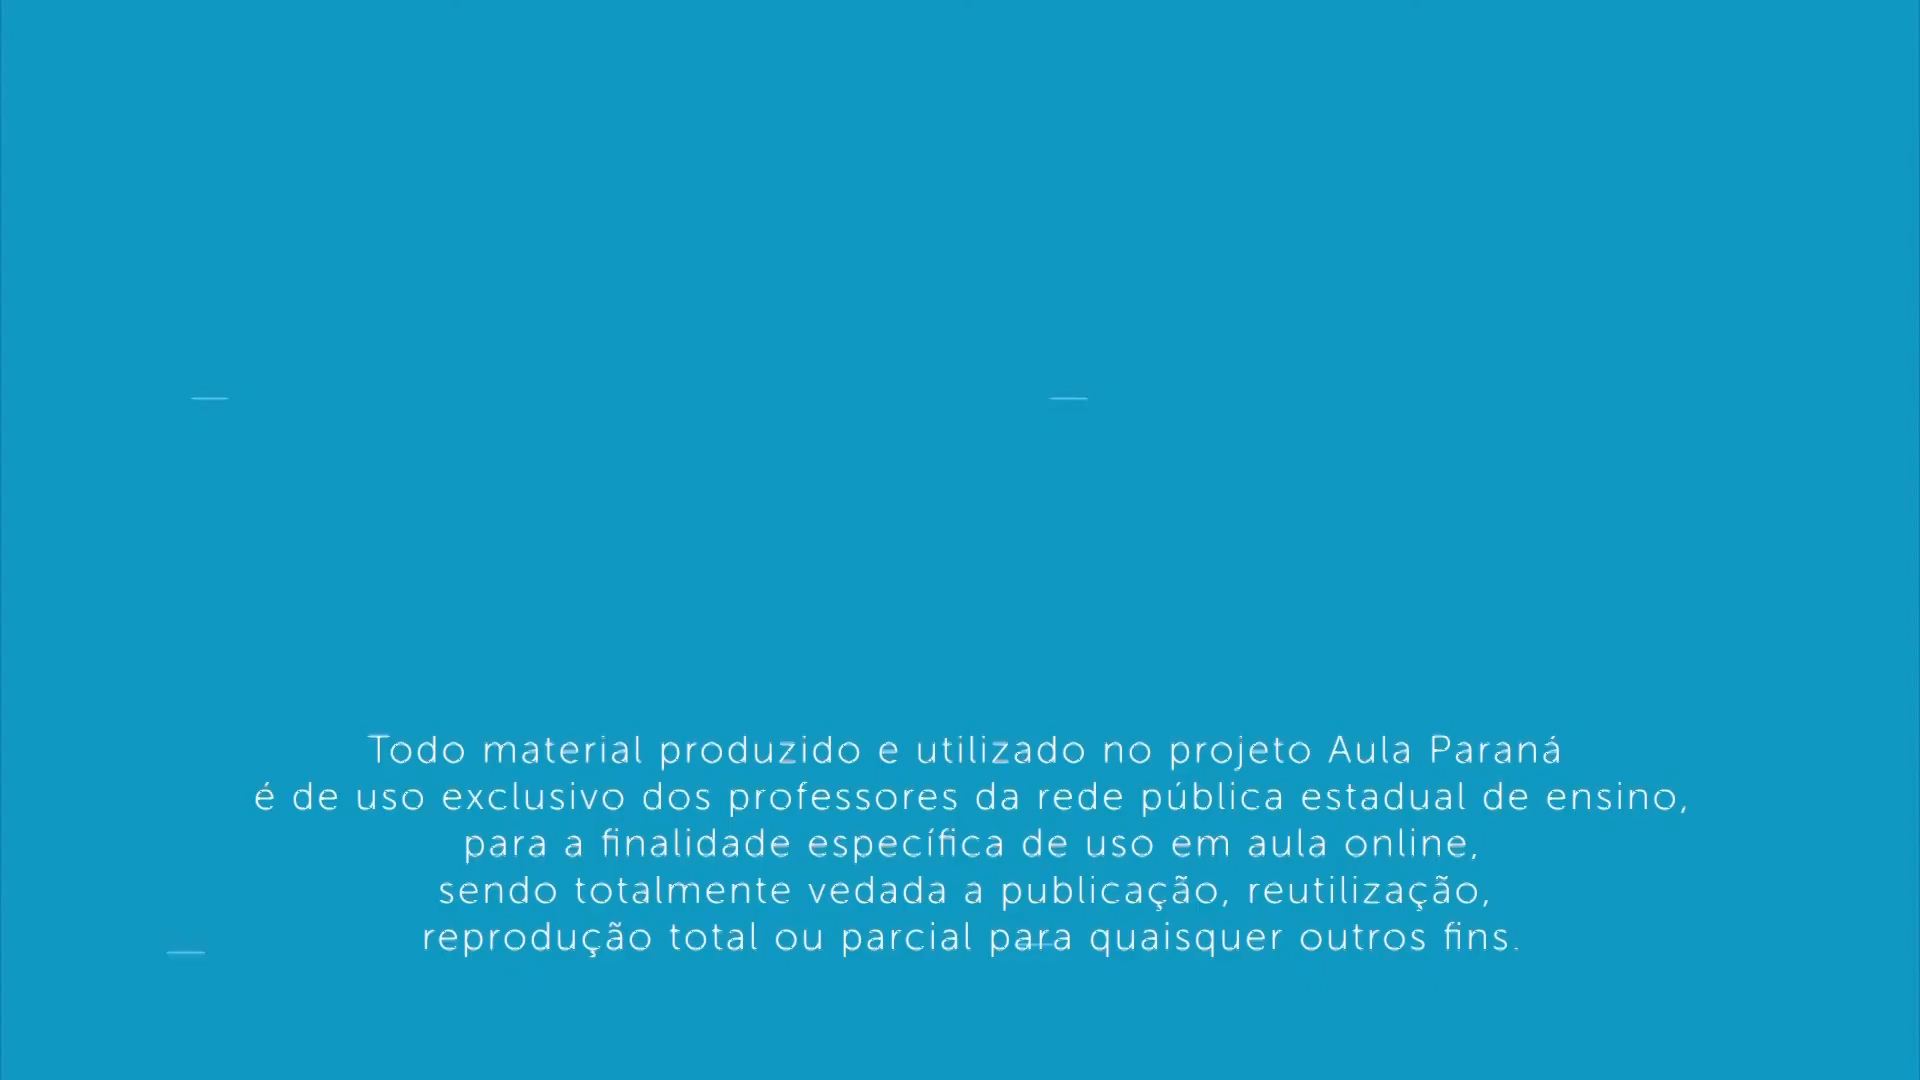 Todo material produzido e utilizado no projeto Aula Paraná
é de uso exclusivo dos professores da rede pública estadual de ensino,
para a finalidade específica de uso em aula online,
sendo totalmente vedada a publicação, reutilização,
reprodução total ou parcial para quaisquer outros fins.